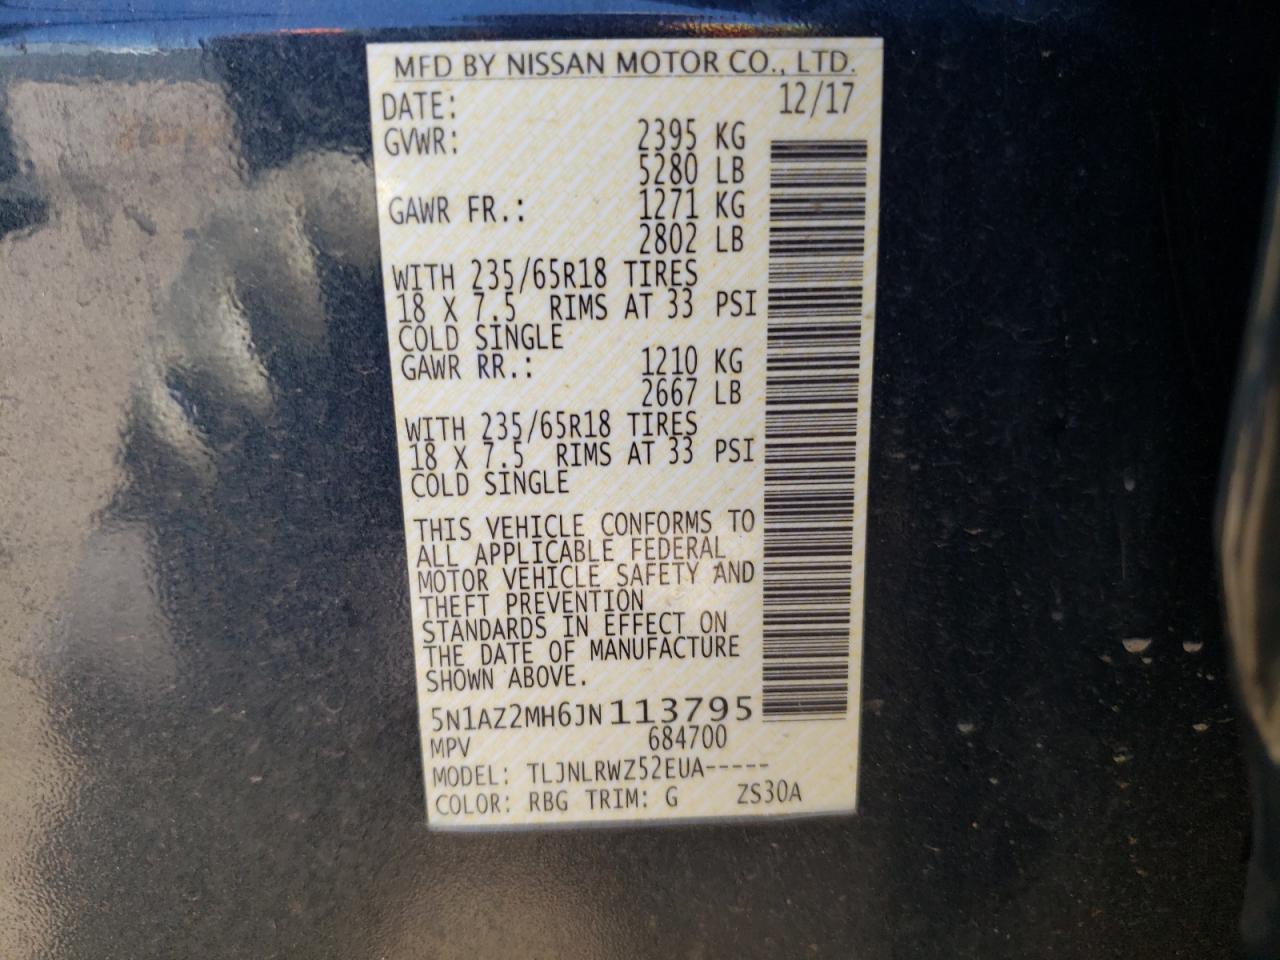 MFD BY NISSAN MOTOR CO., LTD.
DATE: 12/17
GVWR: 2395 KG
5280 LB
GAWR FR.: 1271 KG
2802 LB
WITH 235/65R18 TIRES
18 X 7.5 RIMS AT 33 PSI
COLD SINGLE
GAWR RR.: 1210 KG
2667 LB
WITH 235/65R18 TIRES
18 X 7.5 RIMS AT 33 PSI
COLD SINGLE
THIS VEHICLE CONFORMS TO
ALL APPLICABLE FEDERAL
MOTOR VEHICLE SAFETY AND
THEFT PREVENTION
STANDARDS IN EFFECT ON
THE DATE OF MANUFACTURE
SHOWN ABOVE.
5N1AZ2MH6JN113795
MPV 684700
MODEL: TLJNLRWZ52EUA-----
COLOR: RBG TRIM: G ZS30A